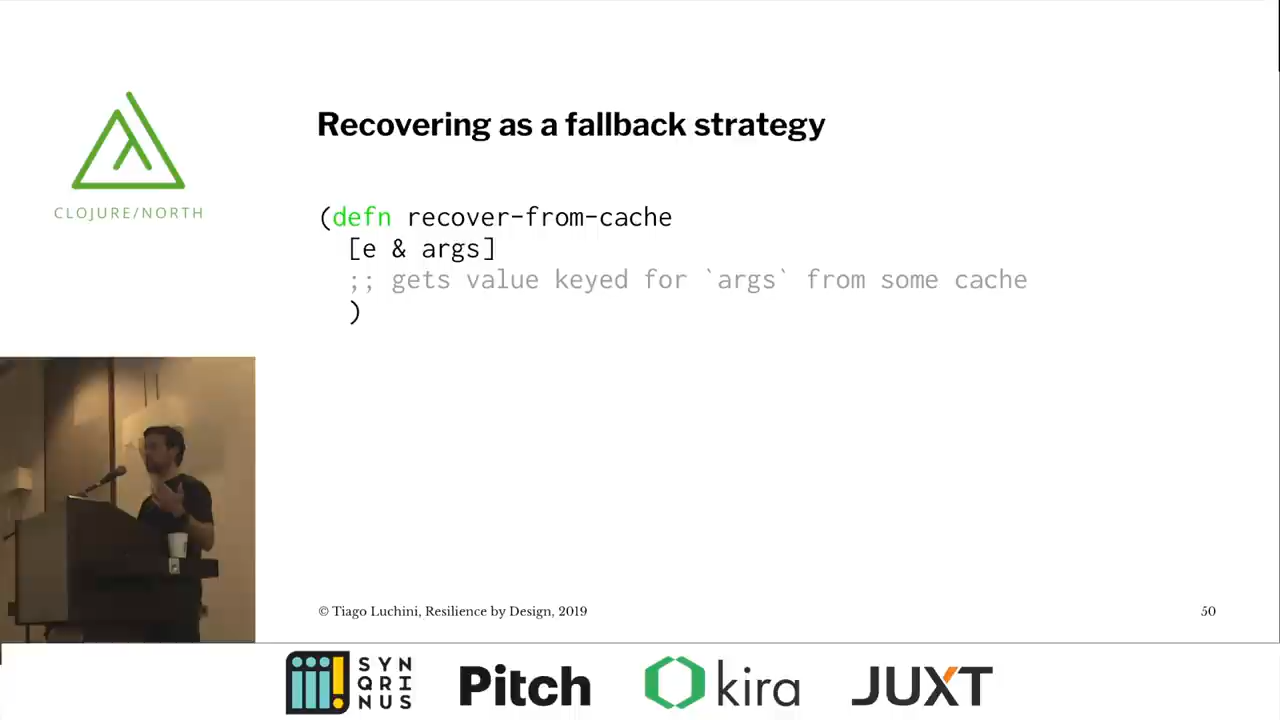 Recovering as a fallback strategy
CLOJURE/NORTH
(defn recover-from-cache
[e & args]
;; gets value keyed for `args` from some cache
)
© Tiago Luchini, Resilience by Design, 2019
50
SYN
QRI
NUS
Pitch
kira
JUXT